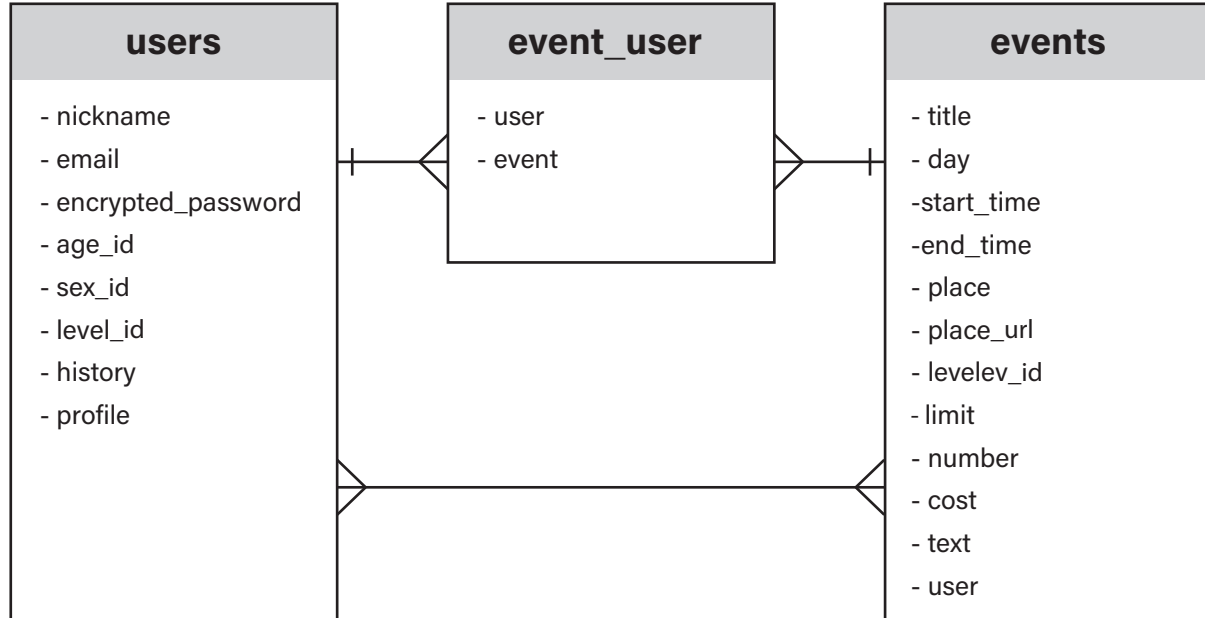 users
- nickname
- email
- encrypted_password
- age_id
- sex_id
- level_id
- history
- profile
event_user
- user
- event
events
- title
- day
-start_time
-end_time
- place
- place_url
- levelev_id
- limit
- number
- cost
- text
- user